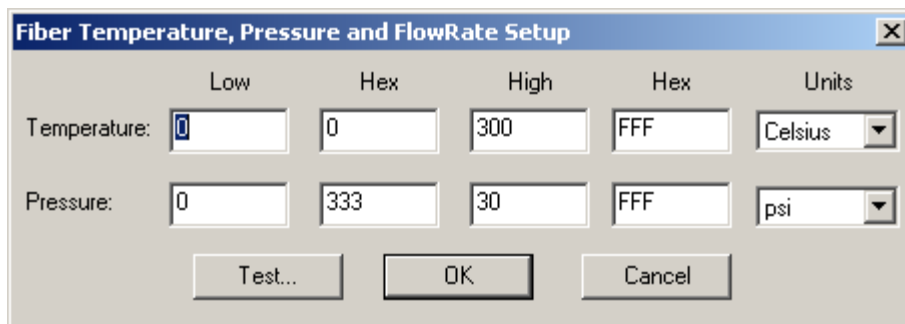 Fiber Temperature, Pressure and FlowRate Setup
Low Hex High Hex Units
Temperature: 0 0 300 FFF Celsius
Pressure: 0 333 30 FFF psi
Test... OK Cancel